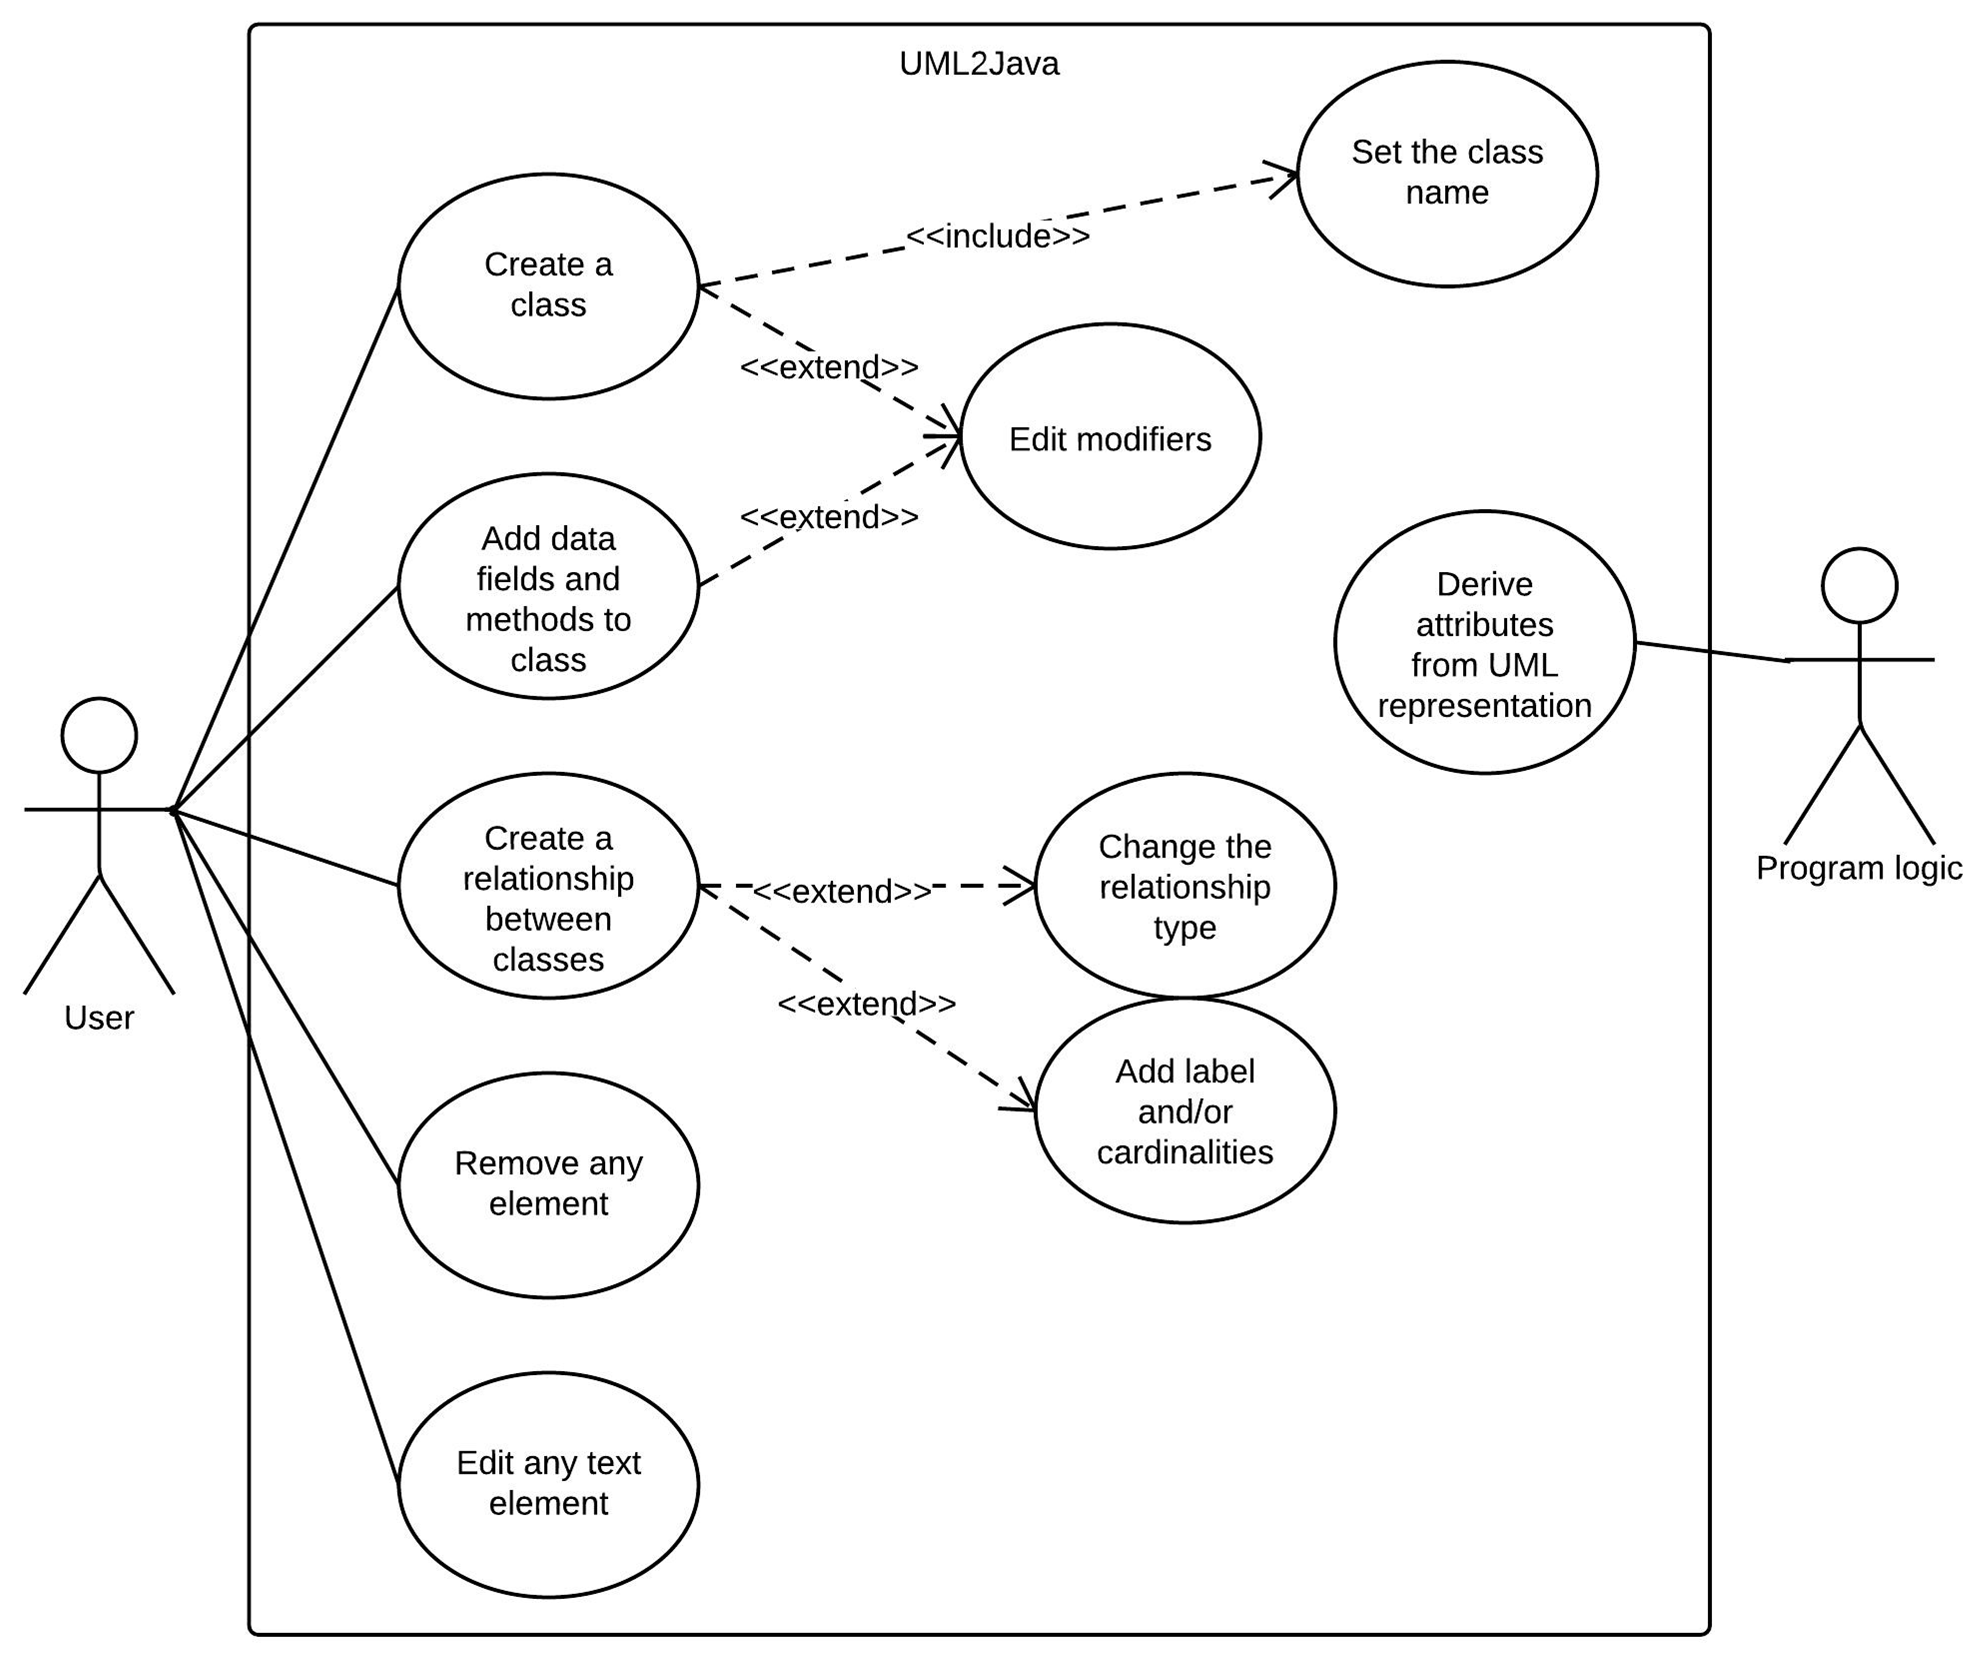 UML2Java
Set the class
name
<<include>>
Create a
class
<<extend>>
Edit modifiers
<<extend>>
Add data
fields and
methods to
class
Derive
attributes
from UML
representation
Program logic
User
Create a
relationship
between
classes
<<extend>>
Change the
relationship
type
<<extend>>
Add label
and/or
cardinalities
Remove any
element
Edit any text
element